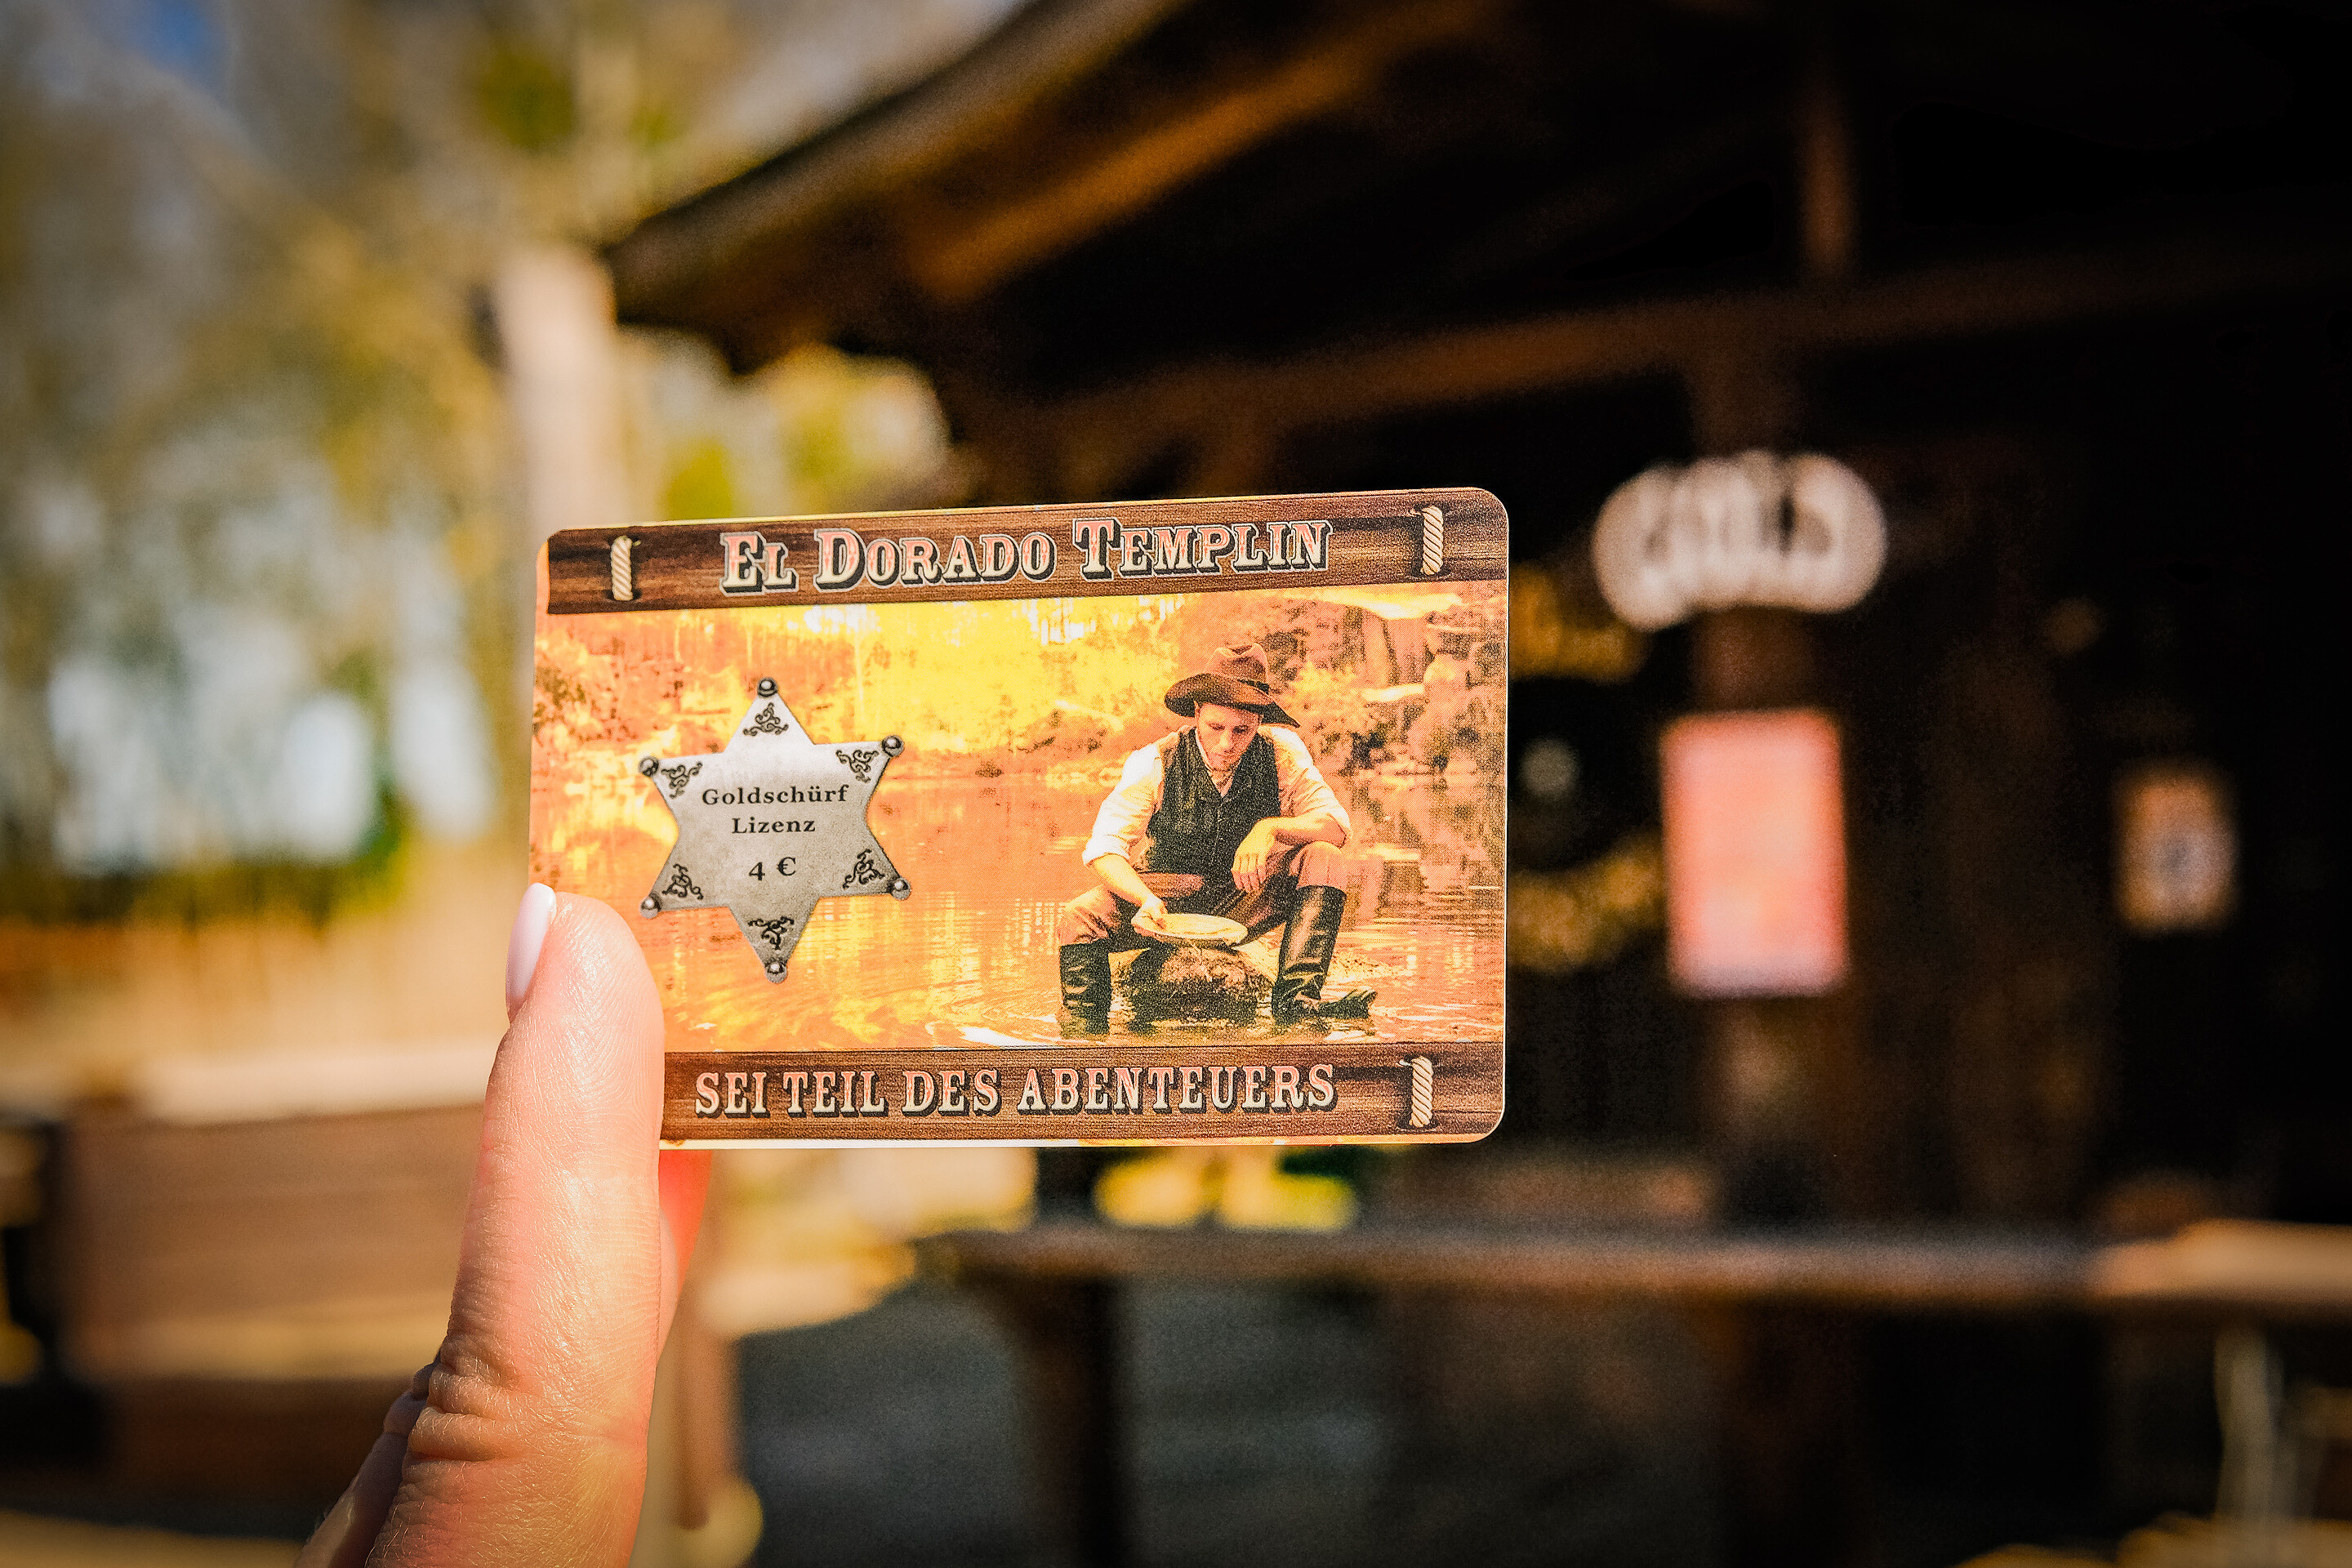 EL DORADO TEMPLIN
Goldschürf
Lizenz
4 €
SEI TEIL DES ABENTEUERS